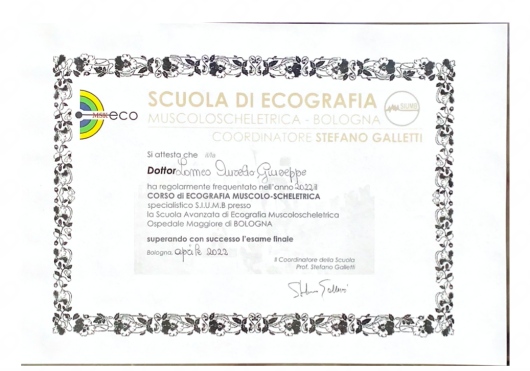 MSK eco
SCUOLA DI ECOGRAFIA
MUSCOLOSCHELETRICA - BOLOGNA
COORDINATORE STEFANO GALLETTI
Si attesta che
Dottor Giuseppe
ha regolarmente frequentato nell'anno 2022 il
CORSO di ECOGRAFIA MUSCOLO-SCHELETRICA
specialistico S.I.U.M.B presso
la Scuola Avanzata di Ecografia Muscoloscheletrica
Ospedale Maggiore di BOLOGNA
superando con successo l'esame finale
Bologna, aprile 2022
Il Coordinatore della Scuola
Prof. Stefano Galletti